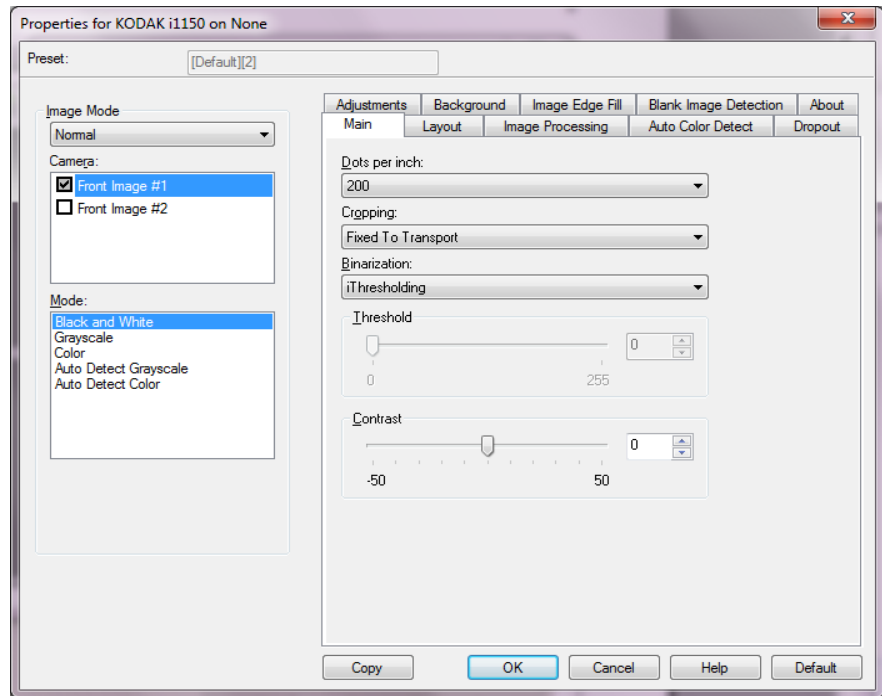 Properties for KODAK i1150 on None
Preset:
[Default][2]
Image Mode
Normal
Camera:
Front Image #1
Front Image #2
Mode:
Black and White
Grayscale
Color
Auto Detect Grayscale
Auto Detect Color
Adjustments Background Image Edge Fill Blank Image Detection About
Main Layout Image Processing Auto Color Detect Dropout
Dots per inch:
200
Cropping:
Fixed To Transport
Binarization:
iThresholding
Threshold
0
0 255
Contrast
0
-50 50
Copy OK Cancel Help Default